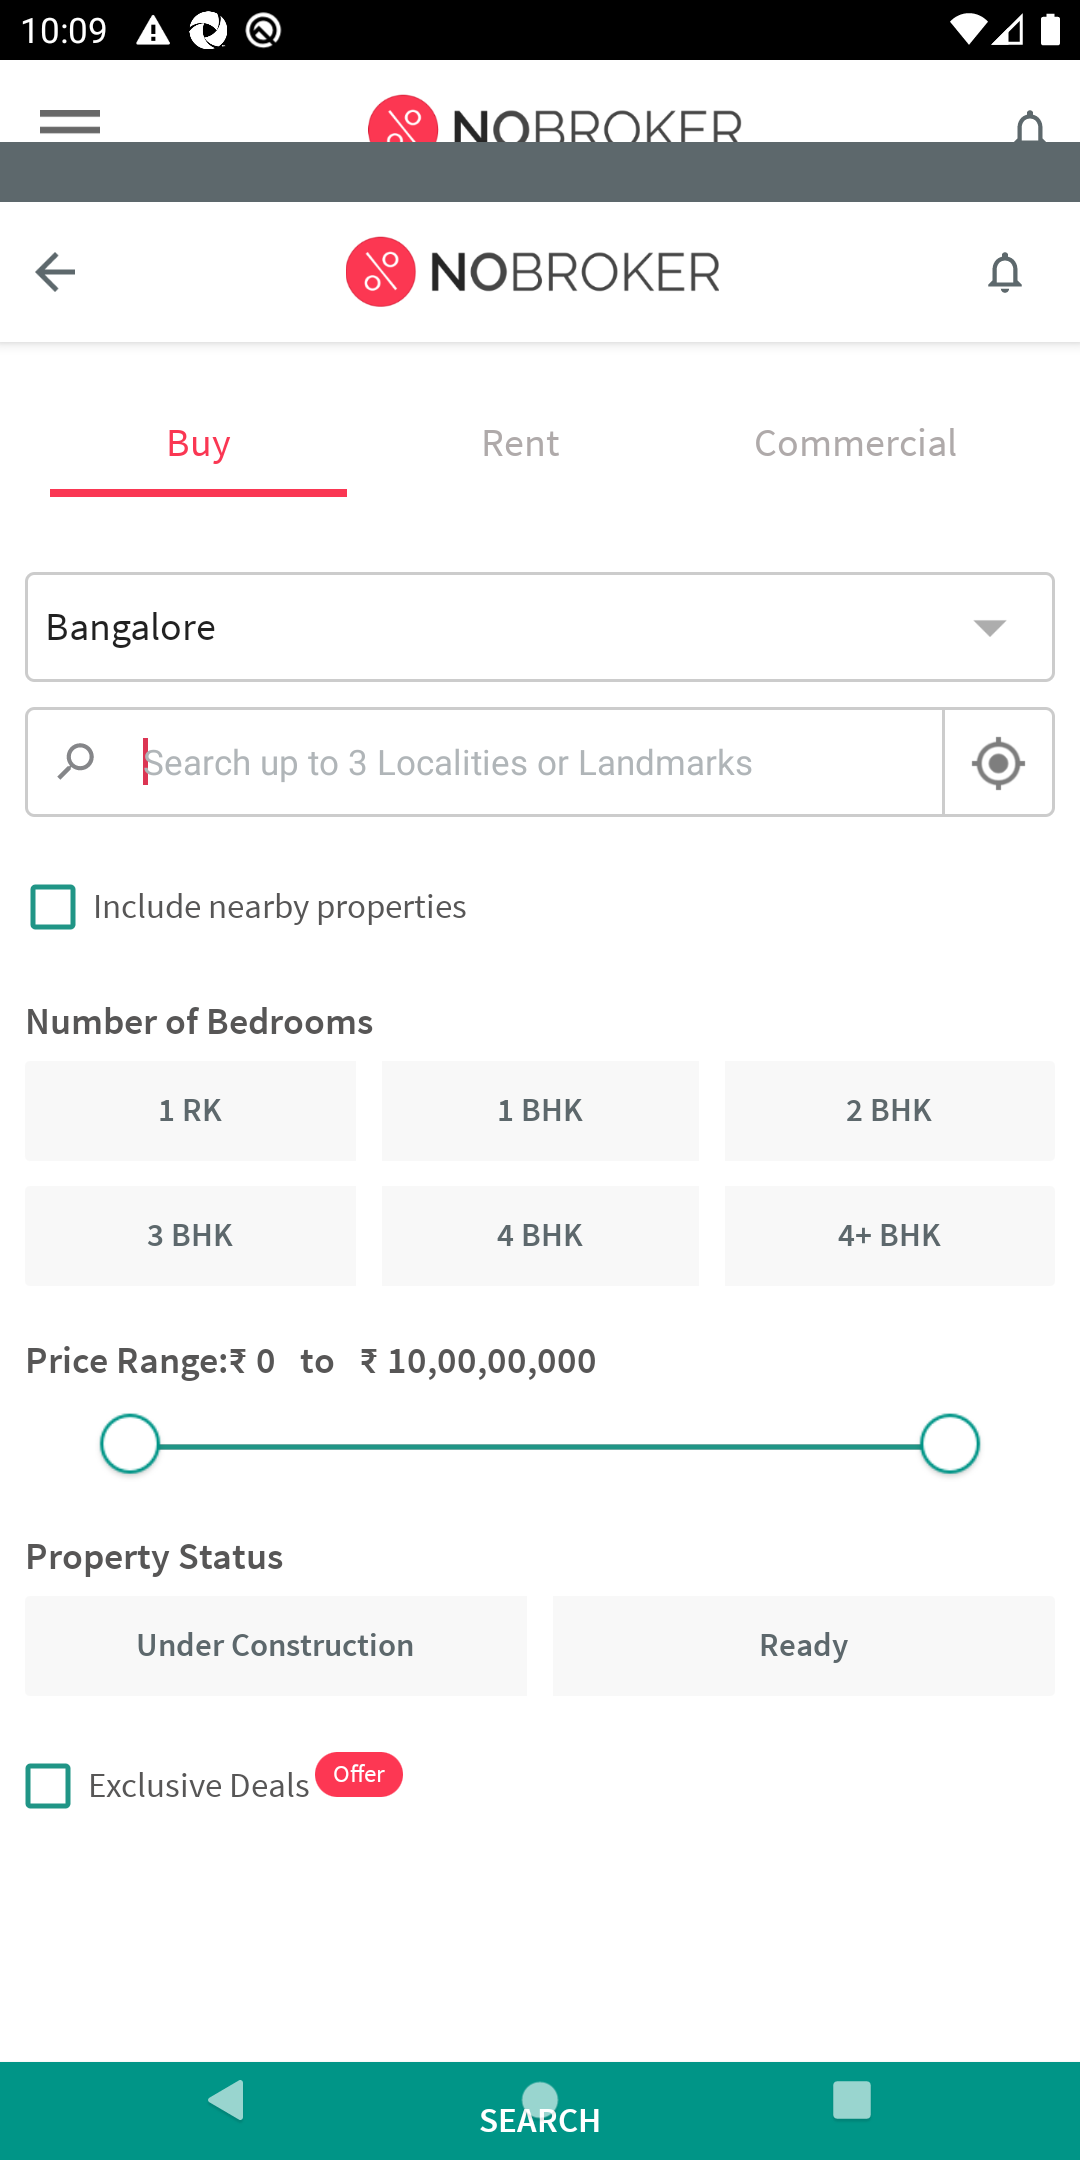 10:09
NOBROKER
NOBROKER
Buy Rent Commercial
Bangalore
Search up to 3 Localities or Landmarks
Include nearby properties
Number of Bedrooms
1 RK 1 BHK 2 BHK
3 BHK 4 BHK 4+ BHK
Price Range:₹ 0 to ₹ 10,00,00,000
Property Status
Under Construction Ready
Exclusive Deals Offer
SEARCH